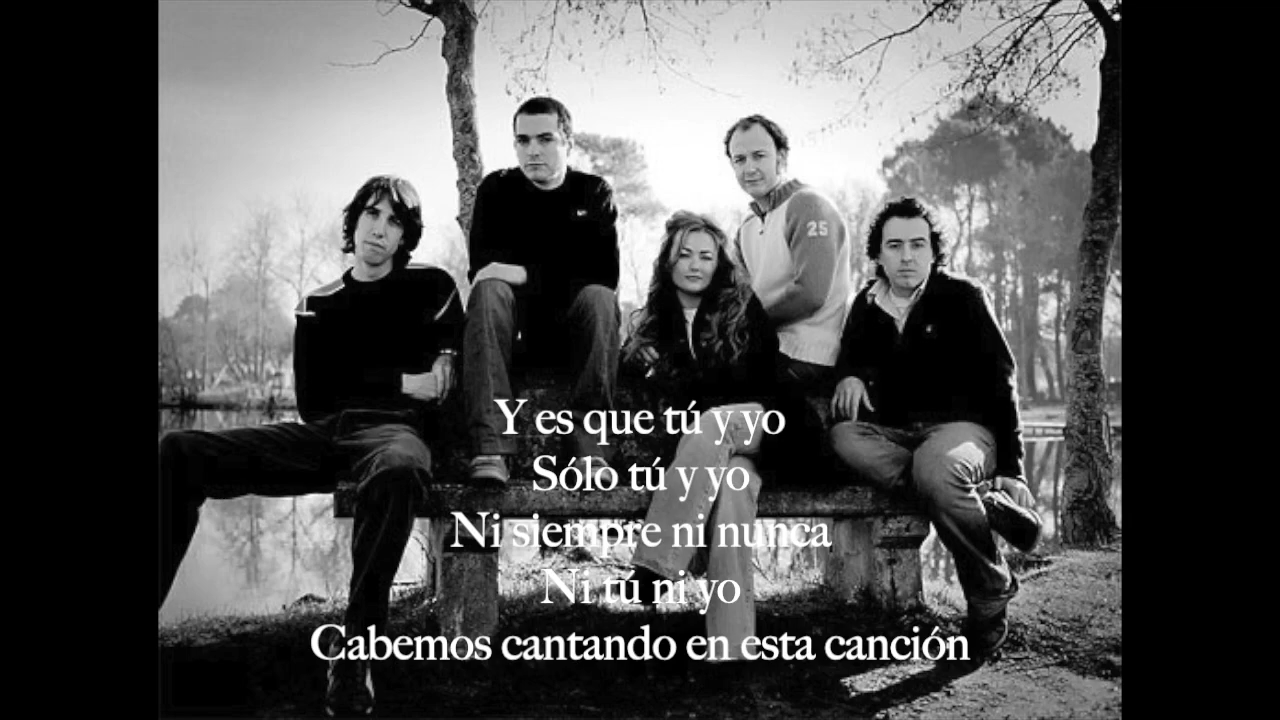 25
Y es que tú y yo
Sólo tú y yo
Ni siempre ni nunca
Ni tú ni yo
Cabemos cantando en esta canción